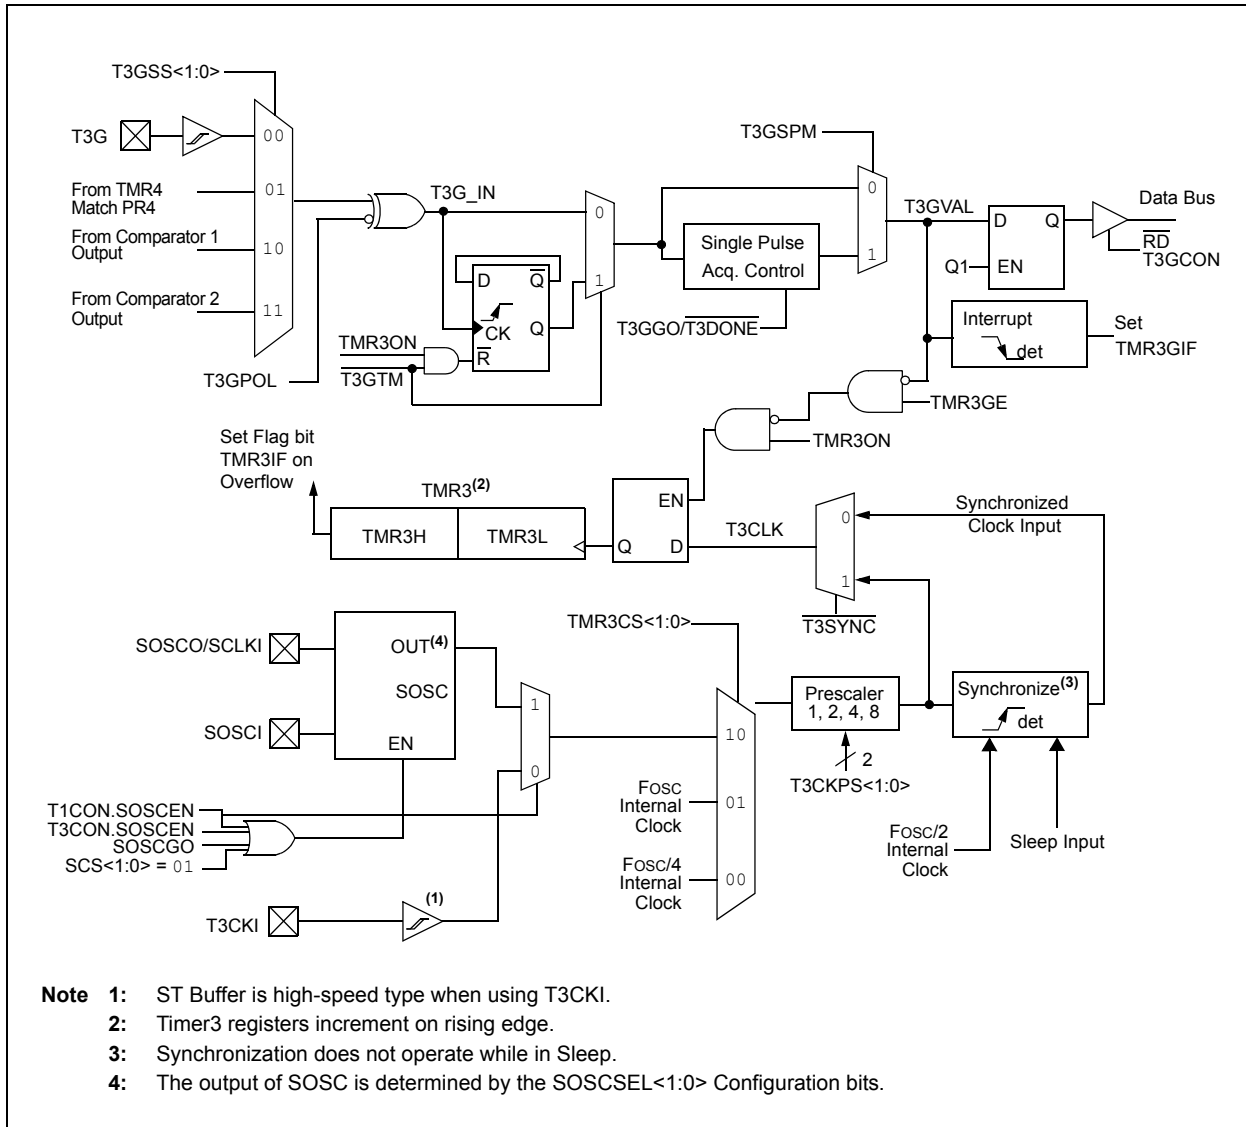 T3GSS<1:0>
T3G
00
From TMR4
Match PR4
01
From Comparator 1
Output
10
From Comparator 2
Output
11
T3GPOL
T3G_IN
0
1
D
Q̅
CK
Q
R̅
TMR3ON
T̅3̅G̅T̅M̅
T3GSPM
0
1
Single Pulse
Acq. Control
T3GGO/T̅3̅D̅O̅N̅E̅
T3GVAL
D
Q
Q1
EN
Data Bus
R̅D̅
T3GCON
Interrupt
det
Set
TMR3GIF
TMR3GE
TMR3ON
Set Flag bit
TMR3IF on
Overflow
TMR3(2)
TMR3H
TMR3L
EN
Q
D
T3CLK
0
1
T̅3̅S̅Y̅N̅C̅
Synchronized
Clock Input
SOSCO/SCLKI
OUT(4)
SOSC
SOSCI
EN
1
0
T1CON.SOSCEN
T3CON.SOSCEN
SOSCGO
SCS<1:0> = 01
T3CKI
(1)
TMR3CS<1:0>
10
FOSC
Internal
Clock
01
FOSC/4
Internal
Clock
00
Prescaler
1, 2, 4, 8
2
T3CKPS<1:0>
Synchronize(3)
det
FOSC/2
Internal
Clock
Sleep Input
Note 1: ST Buffer is high-speed type when using T3CKI.
2: Timer3 registers increment on rising edge.
3: Synchronization does not operate while in Sleep.
4: The output of SOSC is determined by the SOSCSEL<1:0> Configuration bits.